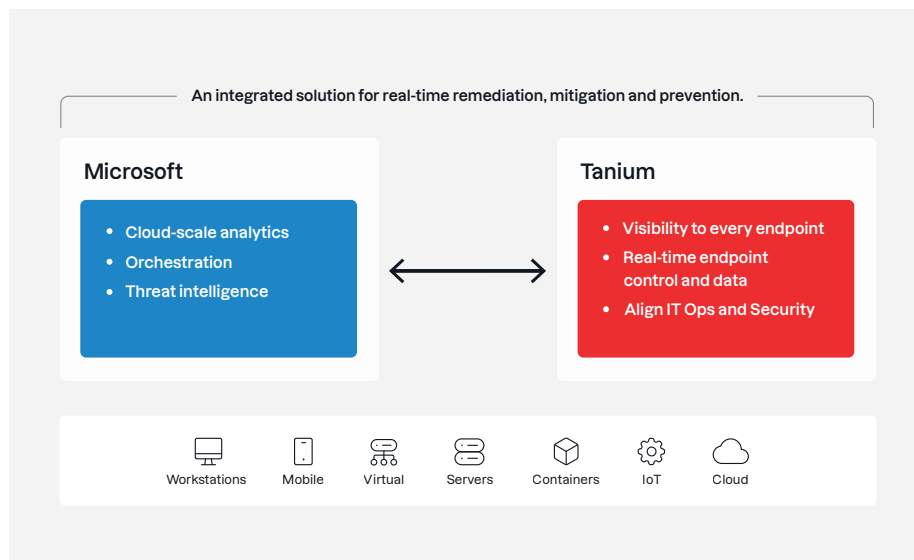 An integrated solution for real-time remediation, mitigation and prevention.
Microsoft
• Cloud-scale analytics
• Orchestration
• Threat intelligence
Tanium
• Visibility to every endpoint
• Real-time endpoint
control and data
• Align IT Ops and Security
Workstations
Mobile
Virtual
Servers
Containers
IoT
Cloud